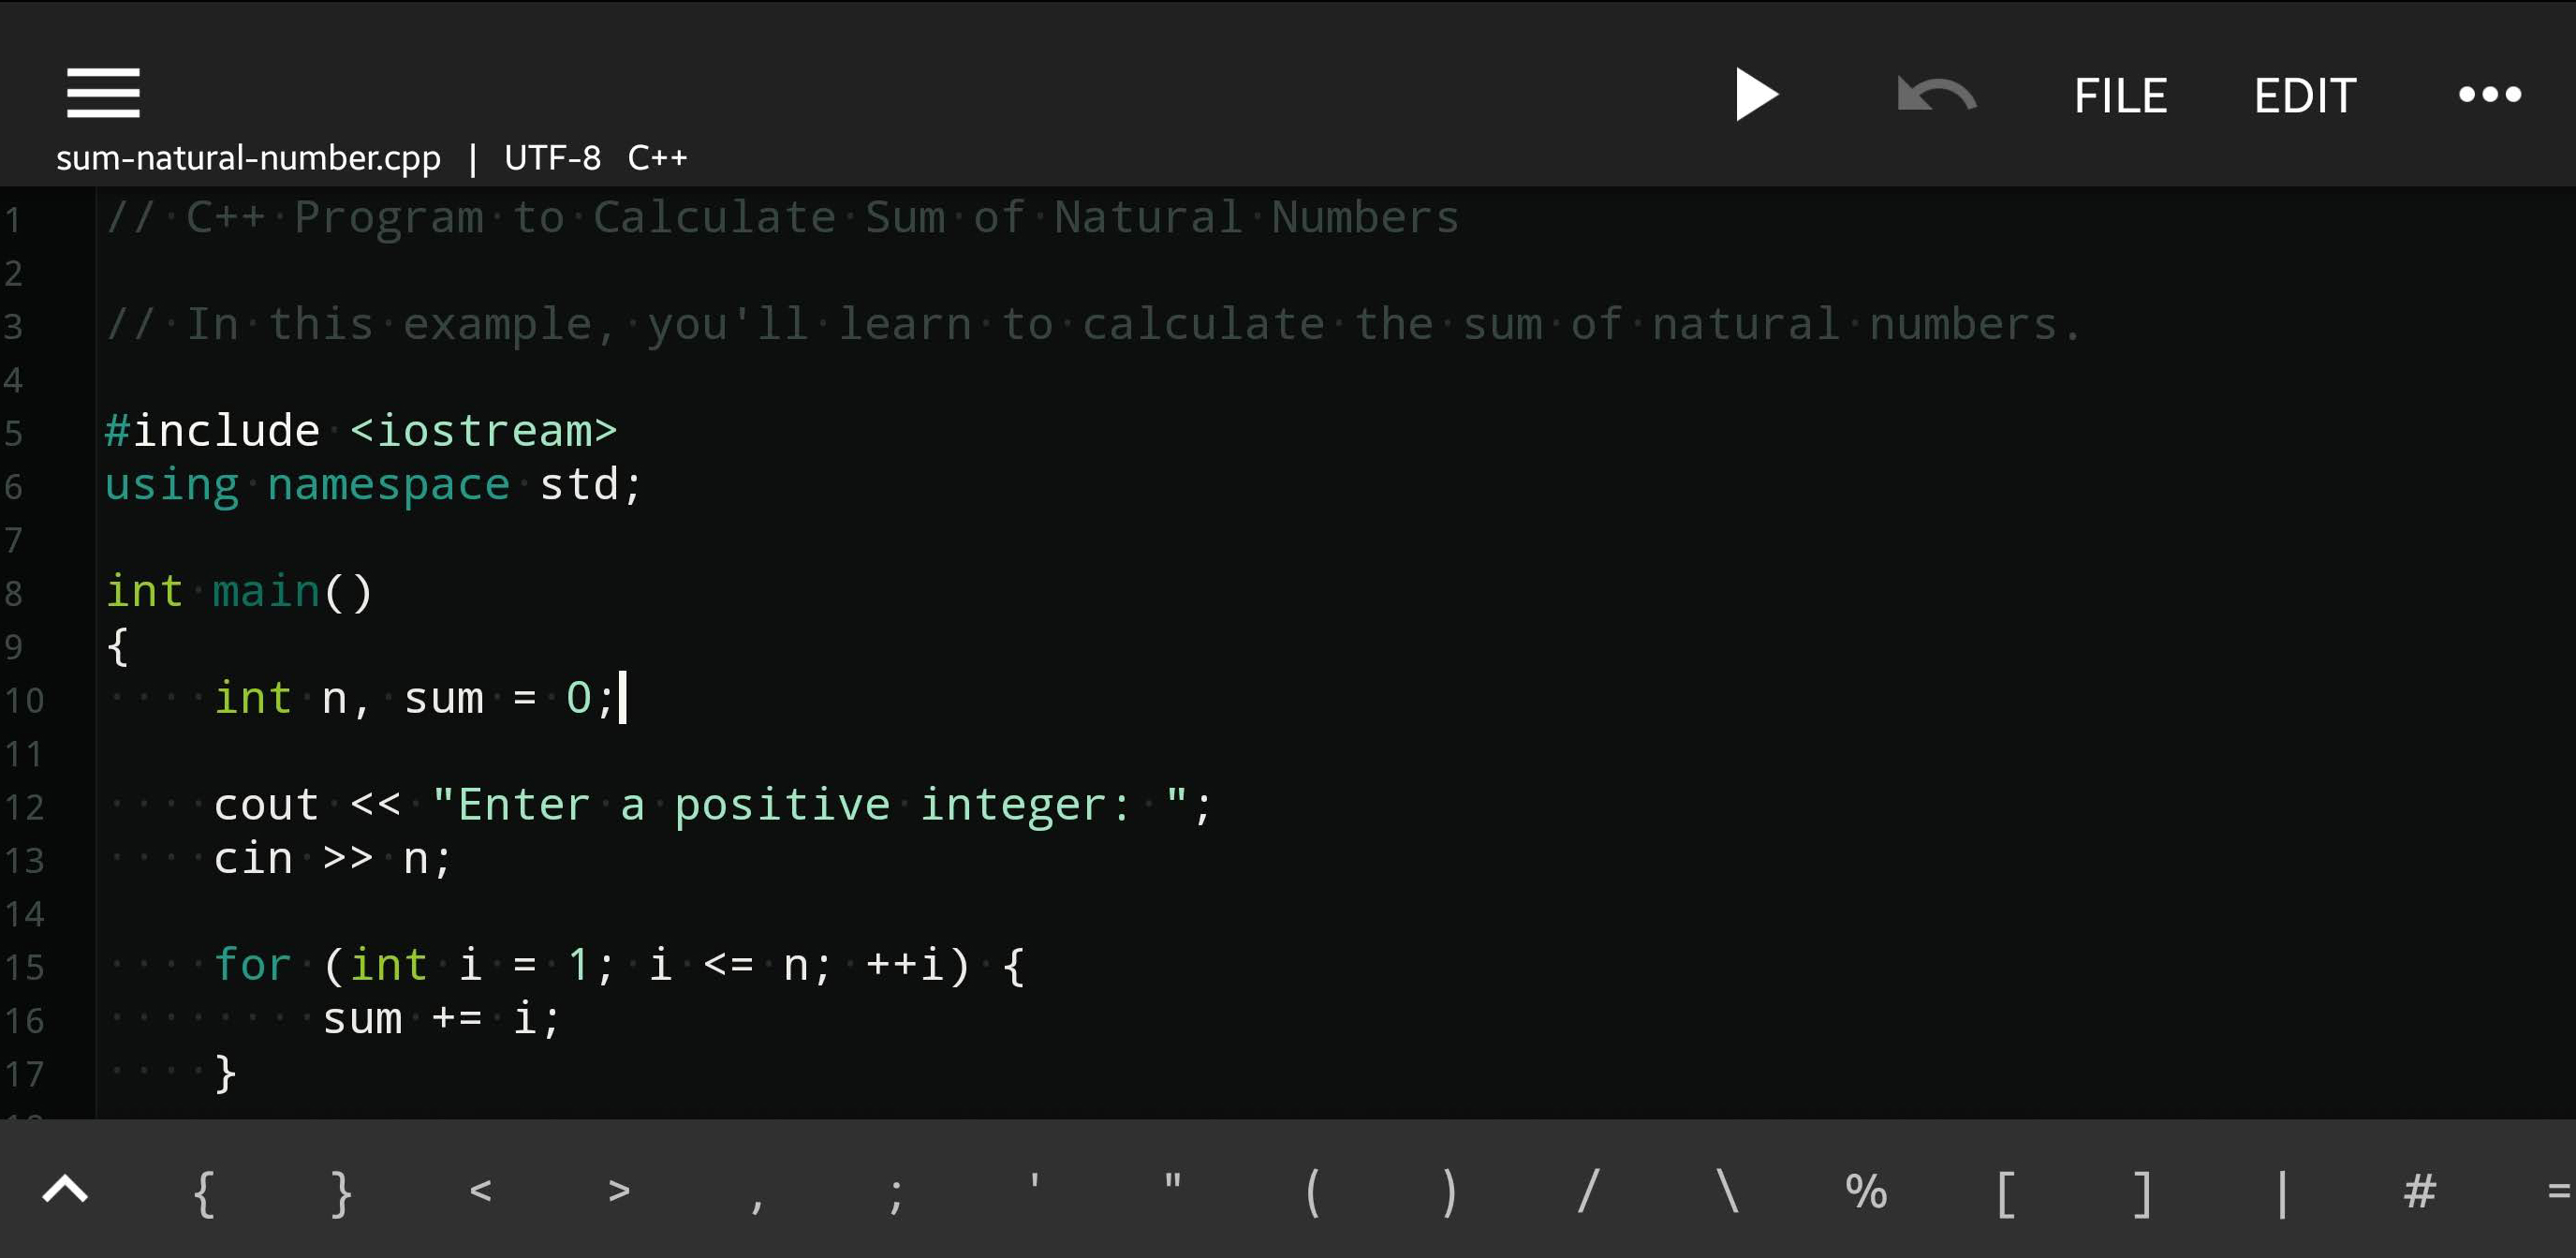 FILE EDIT
sum-natural-number.cpp | UTF-8 C++
1 // C++ Program to Calculate Sum of Natural Numbers
2
3 // In this example, you'll learn to calculate the sum of natural numbers.
4
5 #include <iostream>
6 using namespace std;
7
8 int main()
9 {
10     int n, sum = 0;
11
12     cout << "Enter a positive integer: ";
13     cin >> n;
14
15     for (int i = 1; i <= n; ++i) {
16         sum += i;
17     }
{ } < > , ; ' " ( ) / \ % [ ] | # =